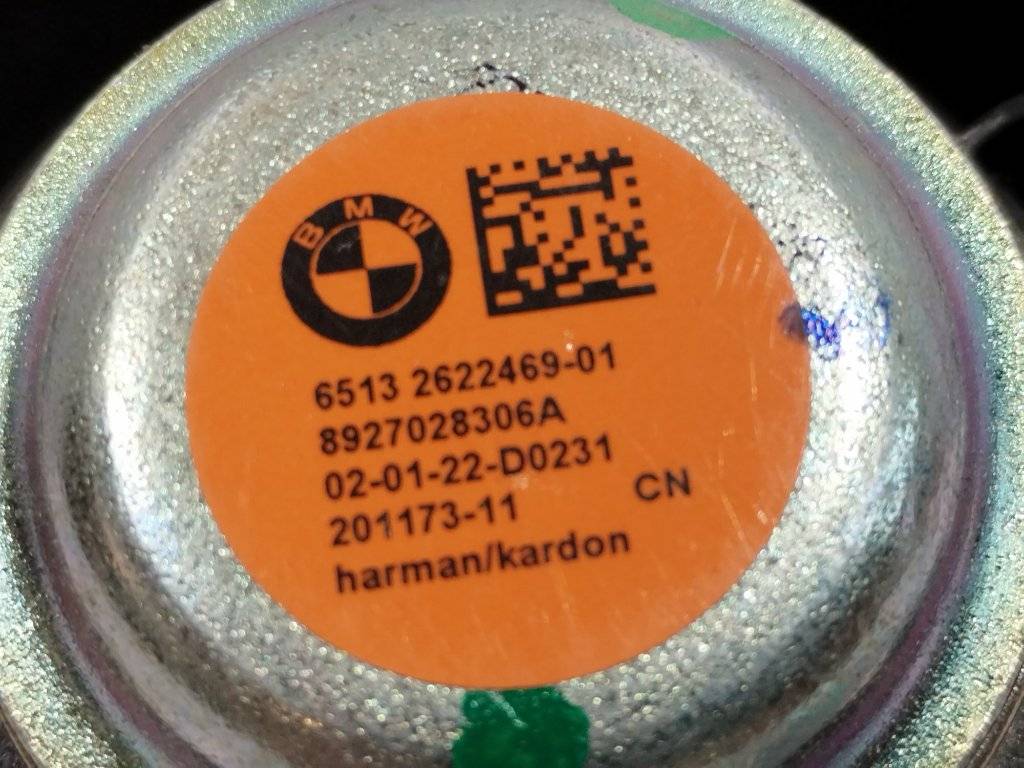 BMW
6513 2622469-01
8927028306A
02-01-22-D0231
201173-11 CN
harman/kardon